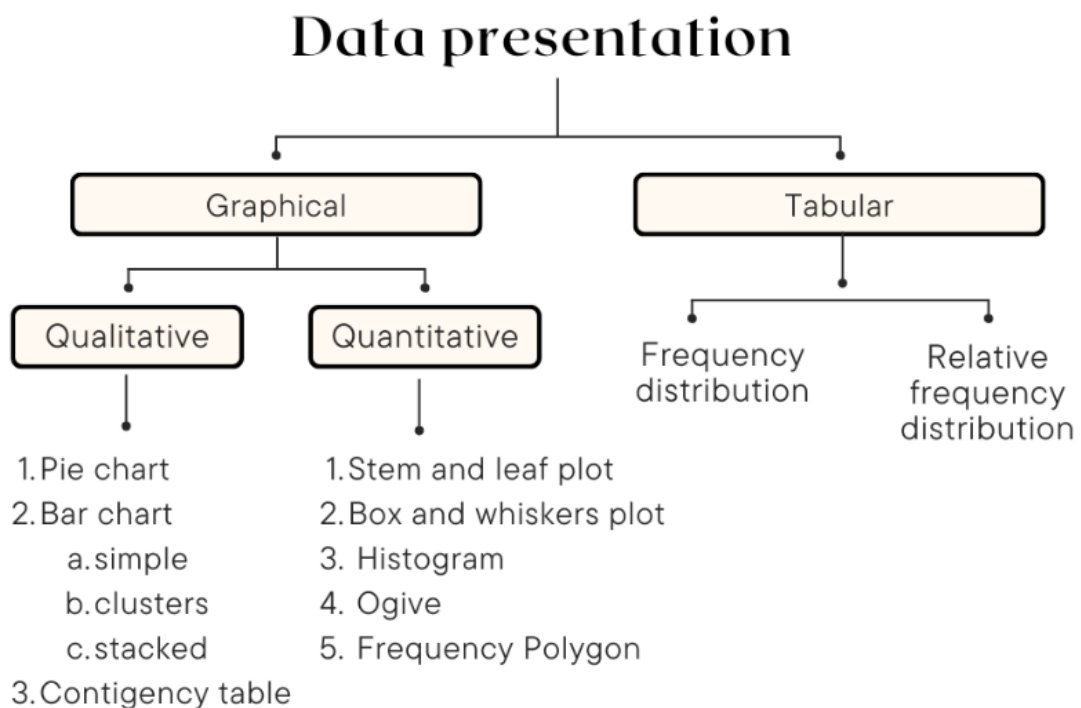 Data presentation
Graphical
Tabular
Qualitative
Quantitative
Frequency
distribution
Relative
frequency
distribution
1.Pie chart
2.Bar chart
a.simple
b.clusters
c.stacked
3.Contigency table
1.Stem and leaf plot
2.Box and whiskers plot
3. Histogram
4. Ogive
5. Frequency Polygon